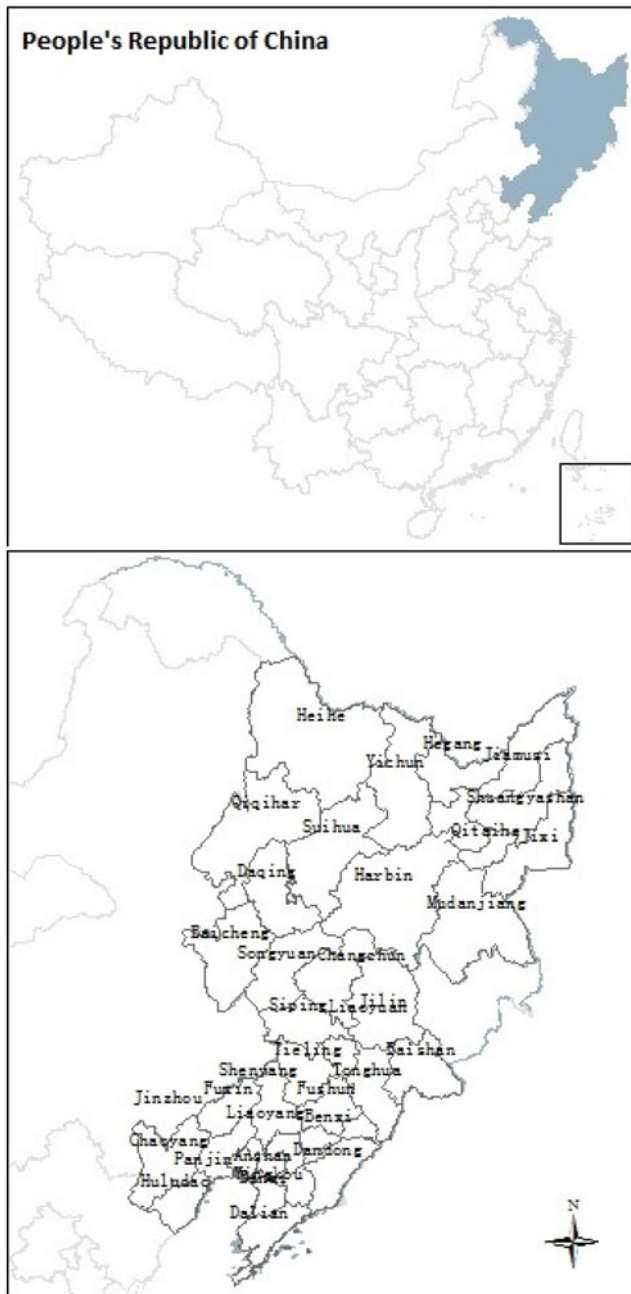 People's Republic of China
Heihe
Hegang
Yichun
Jiamusi
Qiqihar
Shuangyashan
Suihua
Qitaihe
Jixi
Daqing
Harbin
Mudanjiang
Baicheng
Songyuan
Changchun
Siping
Liaoyuan
Jilin
Tieling
Baishan
Shenyang
Tonghua
Fuxin
Fushun
Jinzhou
Liaoyang
Benxi
Chaoyang
Panjin
Anshan
Dandong
Huludao
Dalian
N